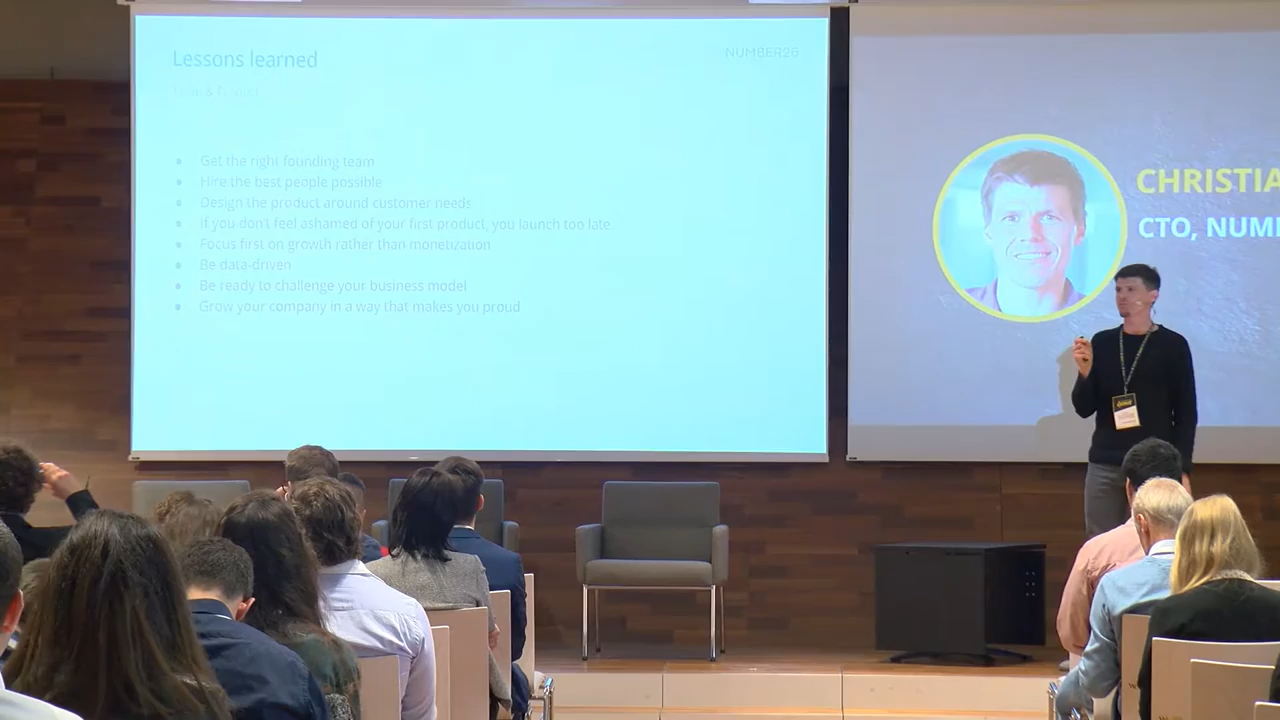 Lessons learned
NUMBER26
• Get the right founding team
• Hire the best people possible
• Design the product around customer needs
• If you don't feel ashamed of your first product, you launch too late
• Focus first on growth rather than monetization
• Be data-driven
• Be ready to challenge your business model
• Grow your company in a way that makes you proud
CHRISTIA
CTO, NUM